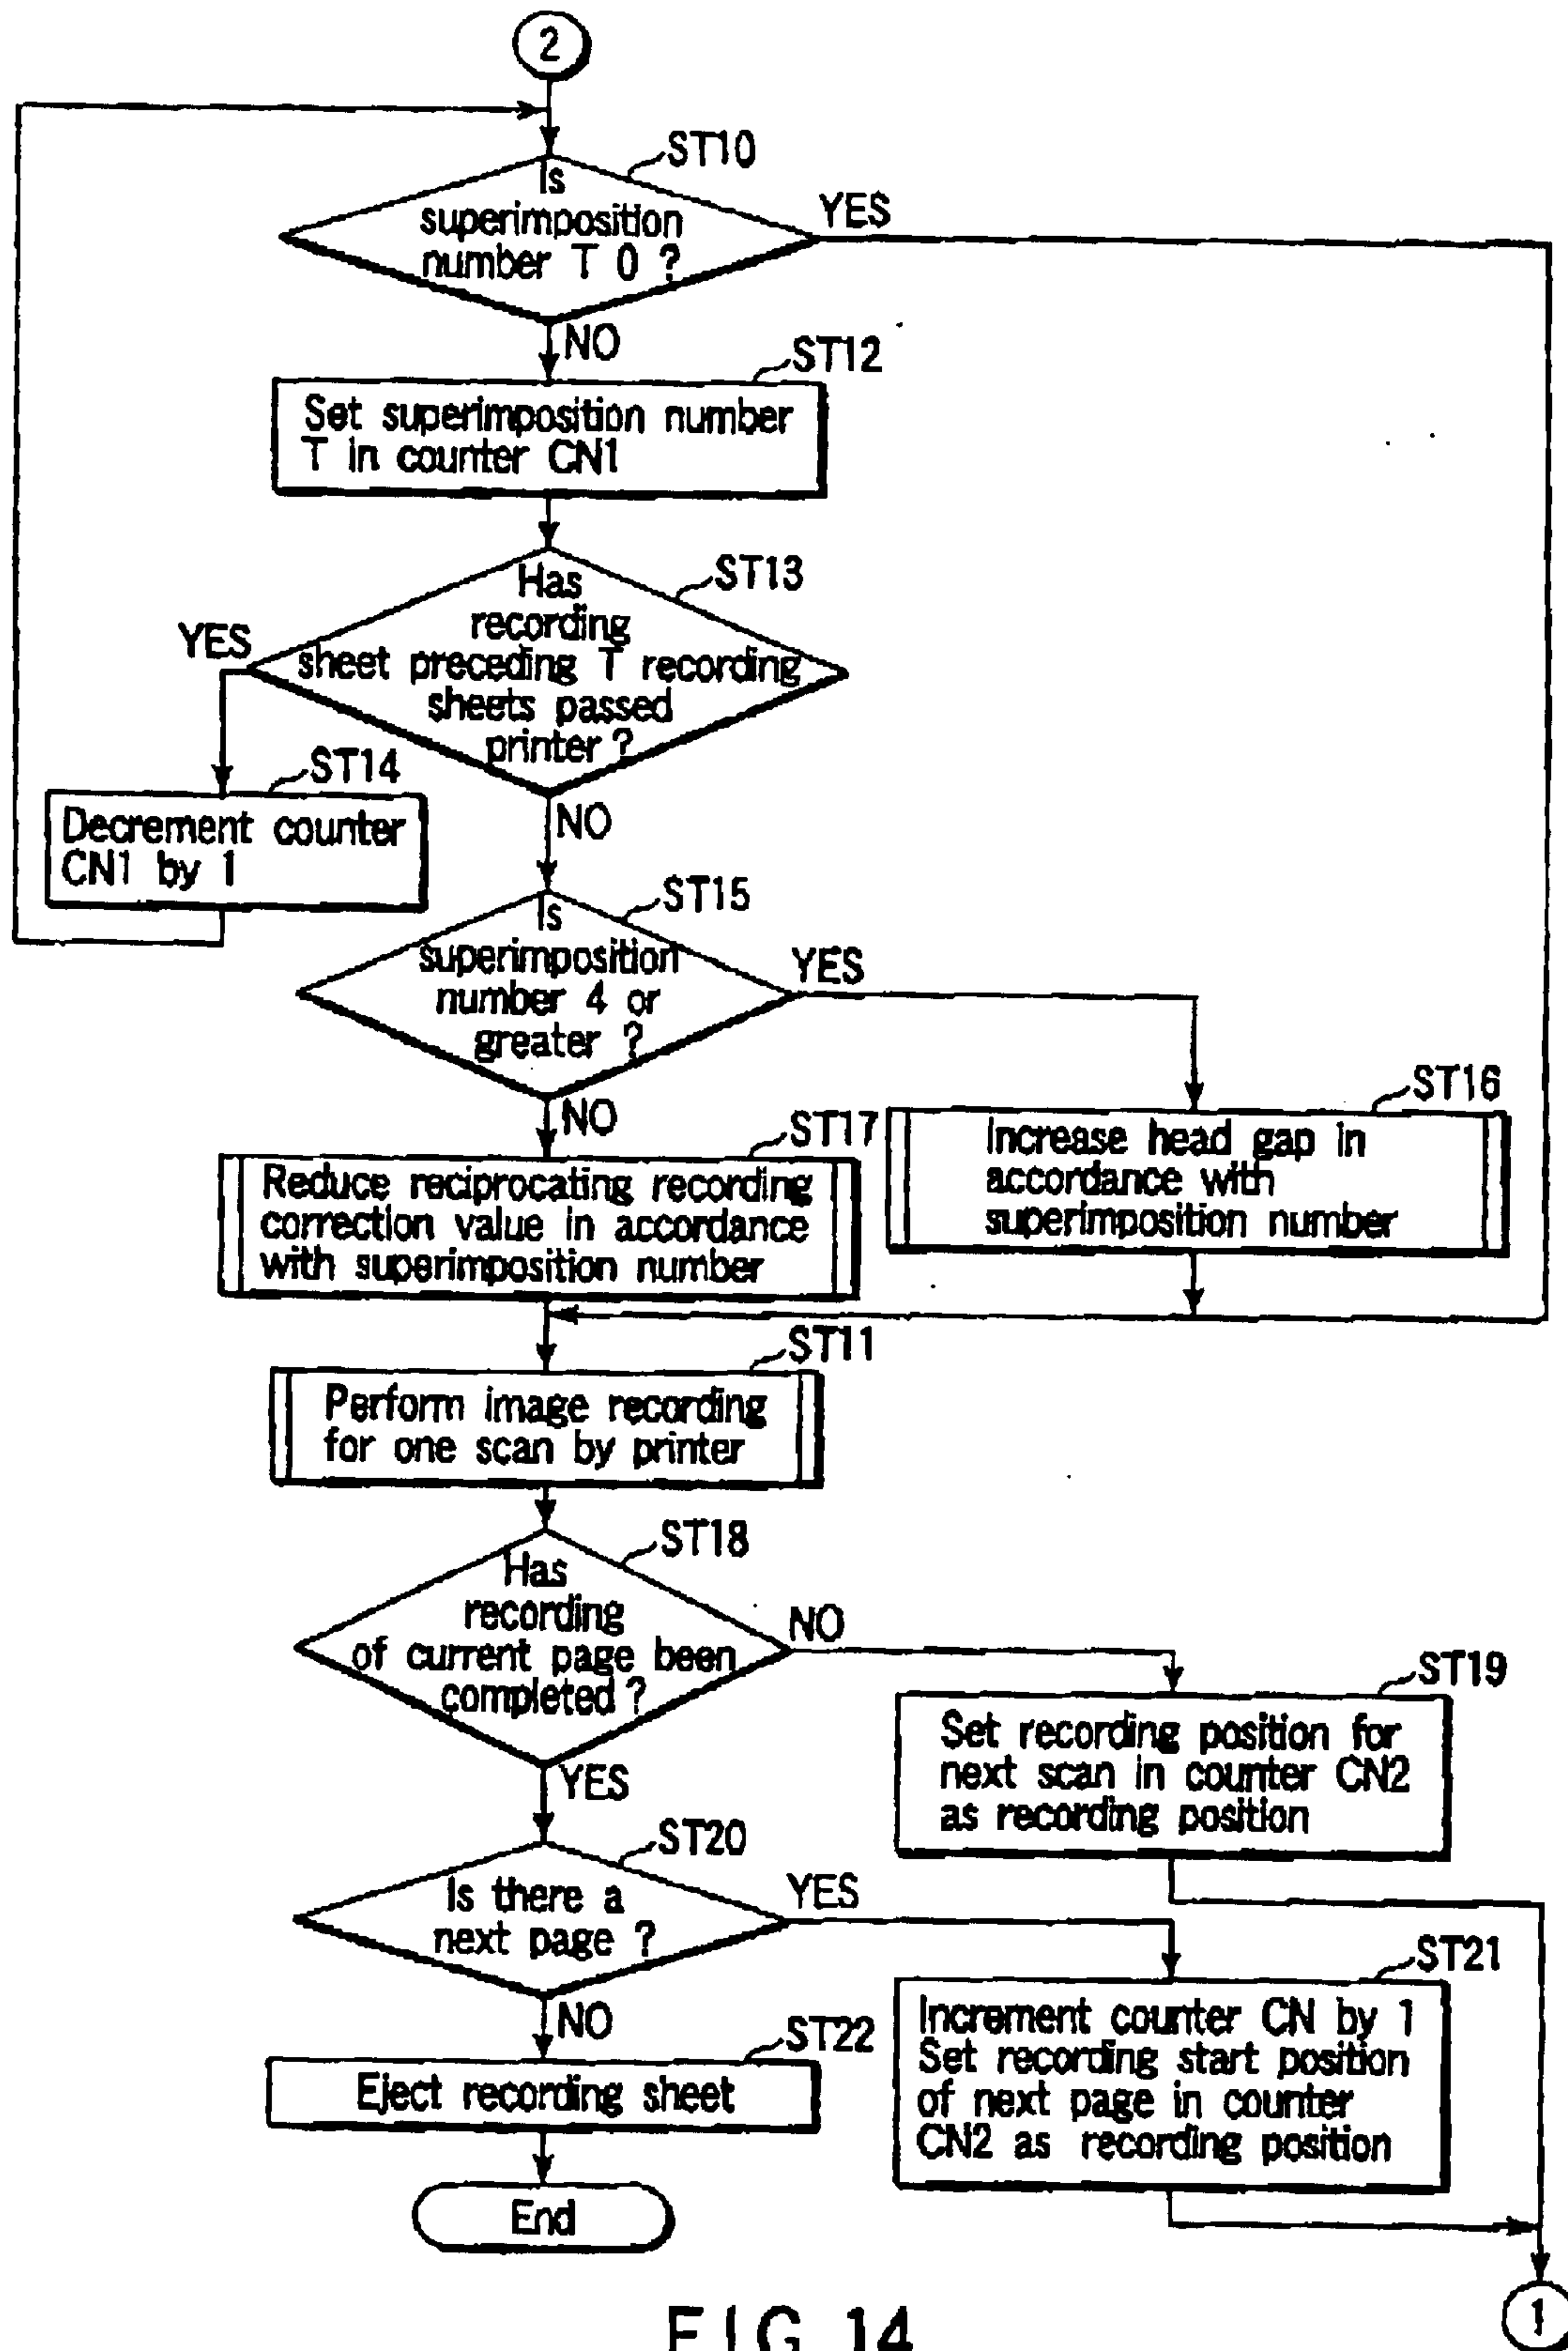 2
ST10
Is
superimposition
number T 0 ?
YES
NO
ST12
Set superimposition number
T in counter CN1
ST13
Has
recording
sheet preceding T recording
sheets passed
printer ?
YES
ST14
Decrement counter
CN1 by 1
NO
ST15
Is
superimposition
number 4 or
greater ?
YES
ST16
Increase head gap in
accordance with
superimposition number
NO
ST17
Reduce reciprocating recording
correction value in accordance
with superimposition number
ST11
Perform image recording
for one scan by printer
ST18
Has
recording
of current page been
completed ?
NO
ST19
Set recording position for
next scan in counter CN2
as recording position
YES
ST20
Is there a
next page ?
YES
ST21
Increment counter CN by 1
Set recording start position
of next page in counter
CN2 as recording position
NO
ST22
Eject recording sheet
End
1
FIG 14